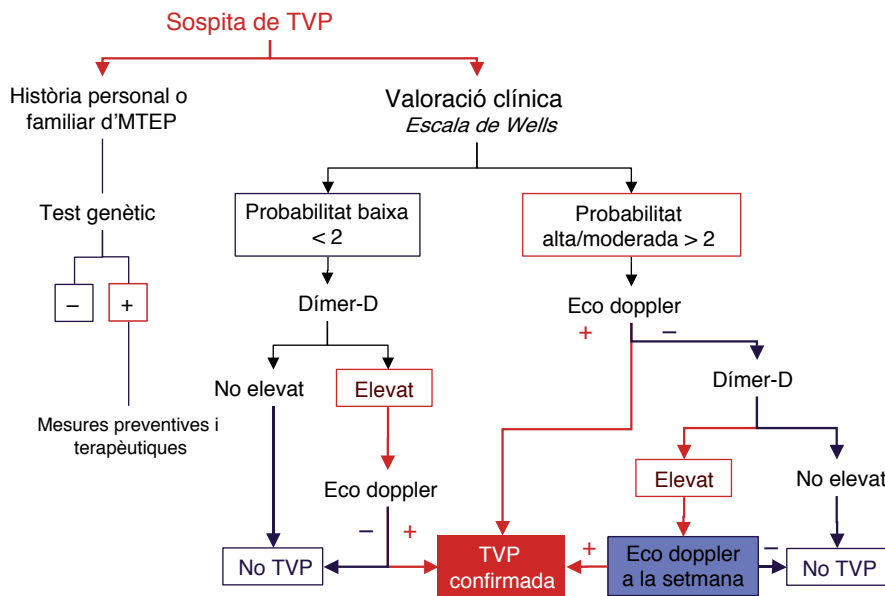 Sospita de TVP
Història personal o
familiar d’MTEP
Valoració clínica
Escala de Wells
Test genètic
–
+
Mesures preventives i
terapèutiques
Probabilitat baixa
< 2
Probabilitat
alta/moderada > 2
Dímer-D
Eco doppler
+
–
No elevat
Elevat
Dímer-D
Eco doppler
Elevat
No elevat
–
+
+
–
No TVP
TVP
confirmada
Eco doppler
a la setmana
No TVP